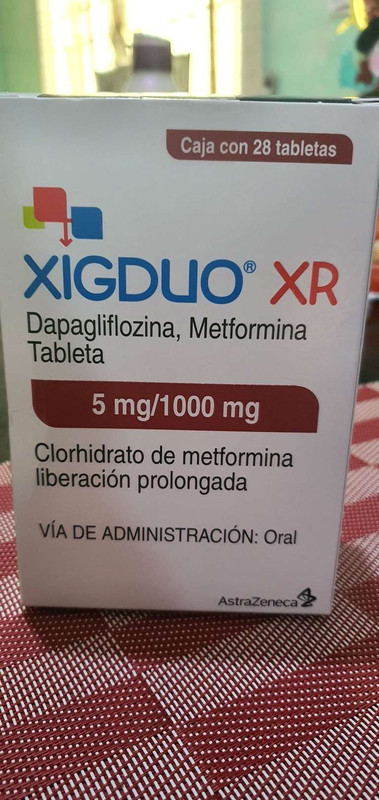 Caja con 28 tabletas
XIGDUO® XR
Dapagliflozina, Metformina
Tableta
5 mg/1000 mg
Clorhidrato de metformina
liberación prolongada
VÍA DE ADMINISTRACIÓN: Oral
AstraZeneca